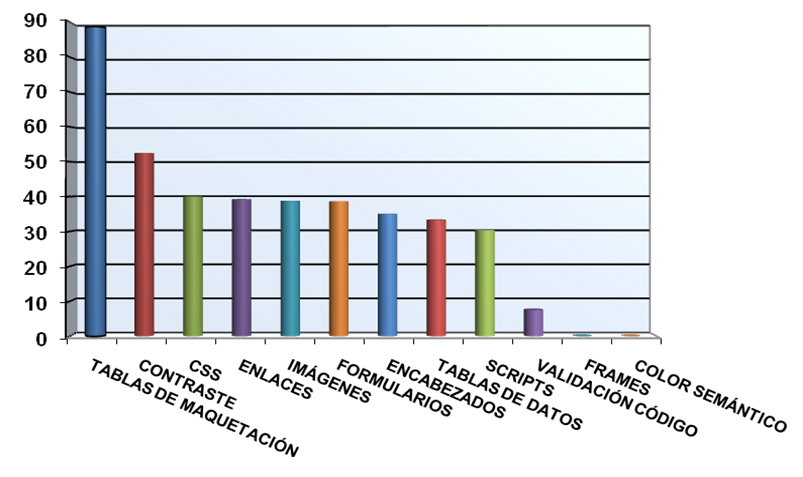 90
80
70
60
50
40
30
20
10
0
TABLAS DE MAQUETACIÓN
CONTRASTE
CSS
ENLACES
IMÁGENES
FORMULARIOS
ENCABEZADOS
TABLAS DE DATOS
SCRIPTS
VALIDACIÓN CÓDIGO
FRAMES
COLOR SEMÁNTICO